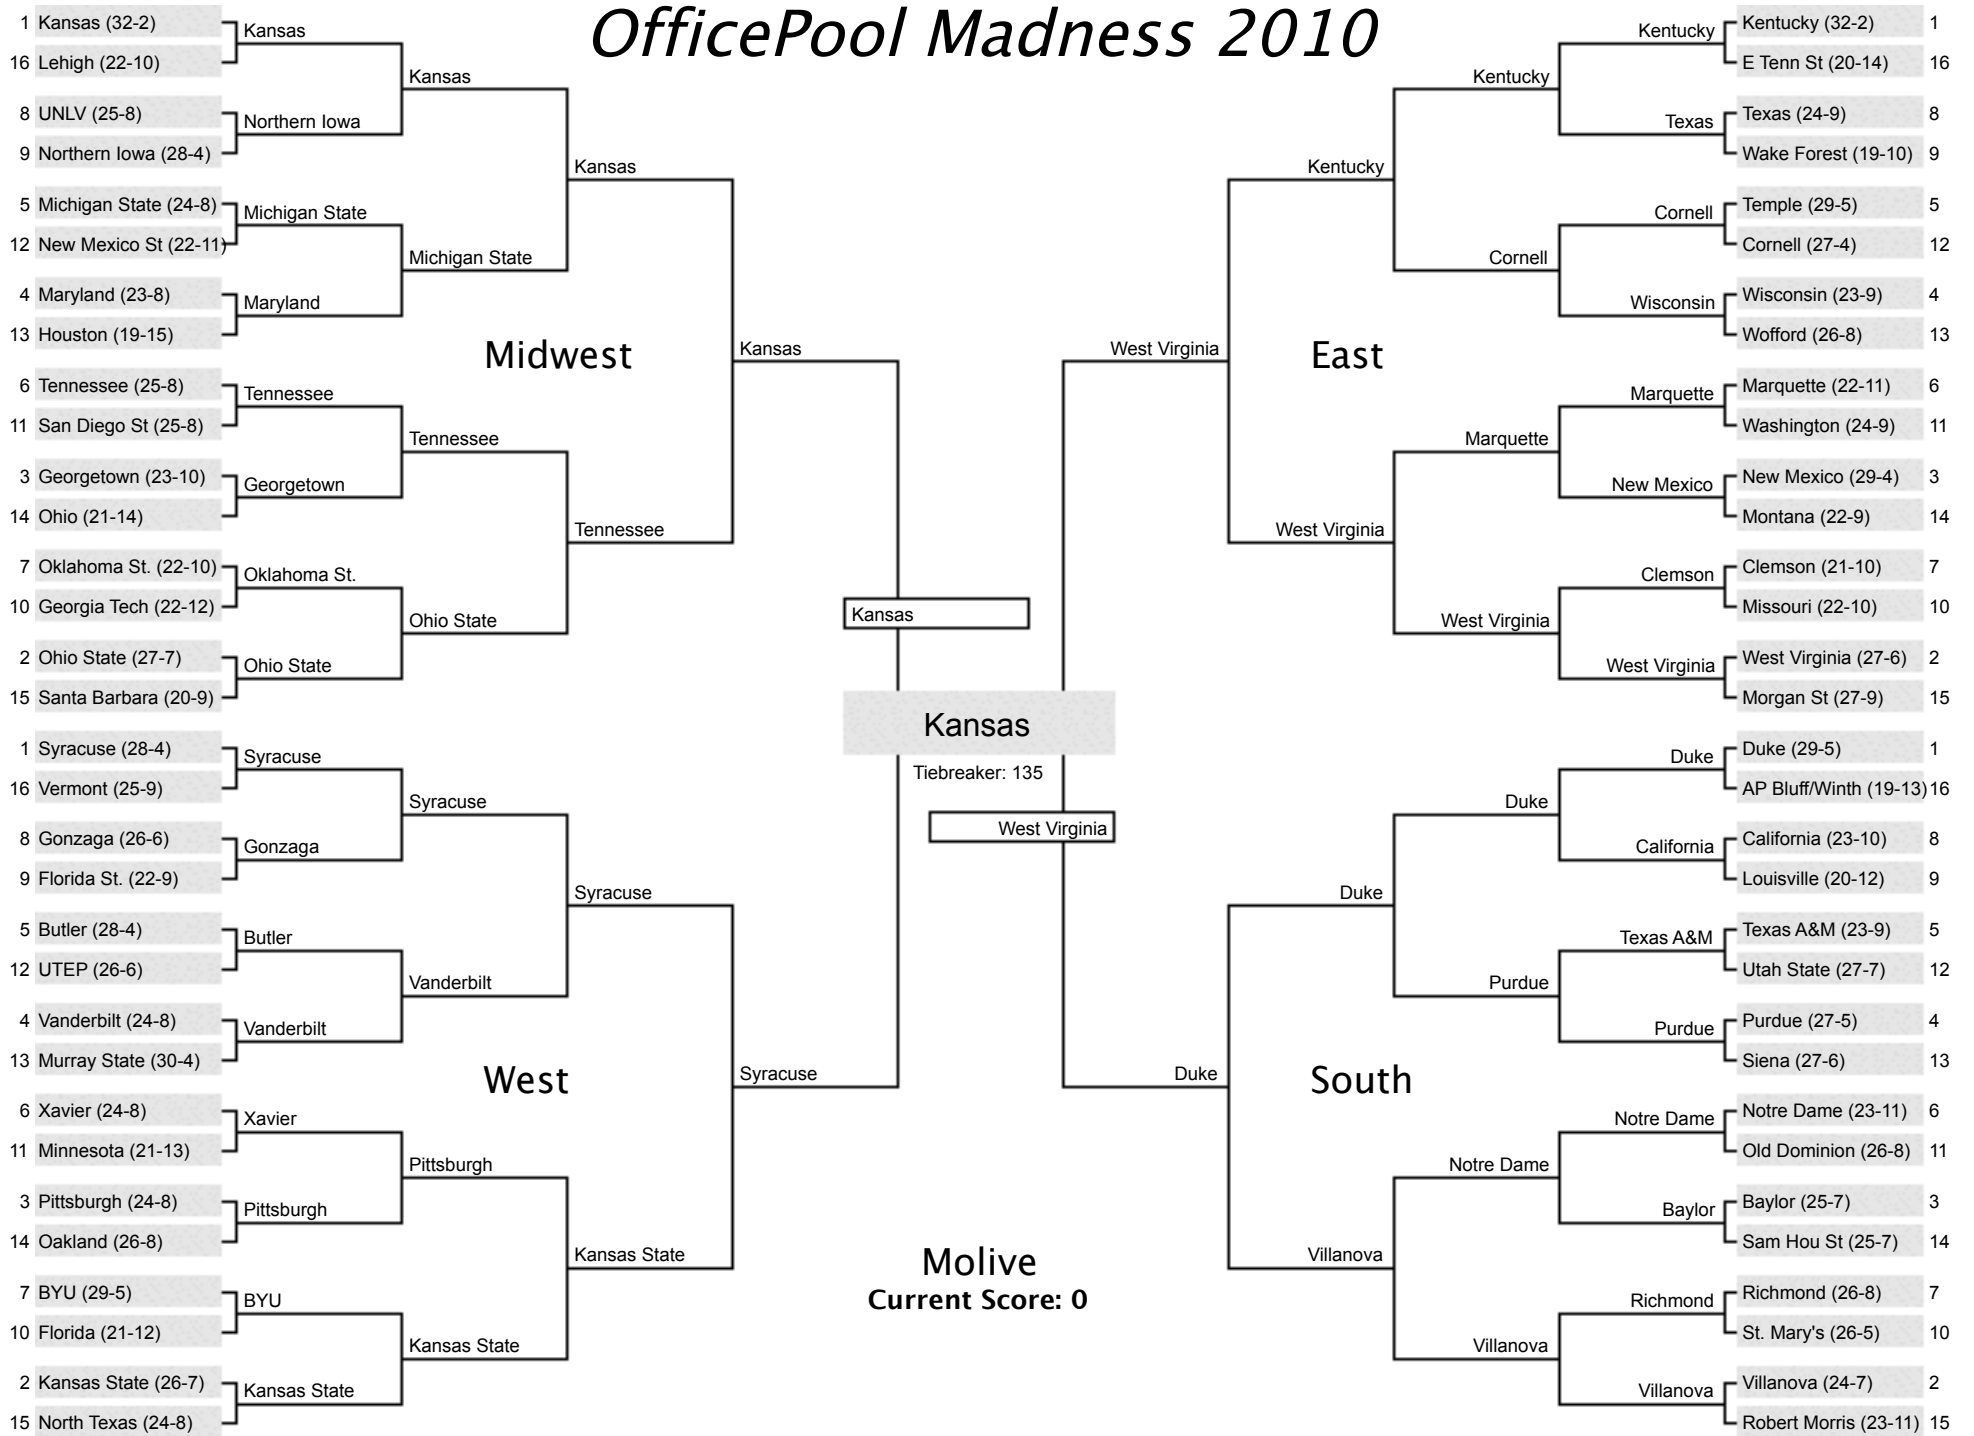 OfficePool Madness 2010
1 Kansas (32-2)
16 Lehigh (22-10)
8 UNLV (25-8)
9 Northern Iowa (28-4)
5 Michigan State (24-8)
12 New Mexico St (22-11)
4 Maryland (23-8)
13 Houston (19-15)
6 Tennessee (25-8)
11 San Diego St (25-8)
3 Georgetown (23-10)
14 Ohio (21-14)
7 Oklahoma St. (22-10)
10 Georgia Tech (22-12)
2 Ohio State (27-7)
15 Santa Barbara (20-9)
Kansas
Northern Iowa
Michigan State
Maryland
Tennessee
Georgetown
Oklahoma St.
Ohio State
Kansas
Michigan State
Tennessee
Ohio State
Kansas
Tennessee
Kansas
Midwest
1 Syracuse (28-4)
16 Vermont (25-9)
8 Gonzaga (26-6)
9 Florida St. (22-9)
5 Butler (28-4)
12 UTEP (26-6)
4 Vanderbilt (24-8)
13 Murray State (30-4)
6 Xavier (24-8)
11 Minnesota (21-13)
3 Pittsburgh (24-8)
14 Oakland (26-8)
7 BYU (29-5)
10 Florida (21-12)
2 Kansas State (26-7)
15 North Texas (24-8)
Syracuse
Gonzaga
Butler
Vanderbilt
Xavier
Pittsburgh
BYU
Kansas State
Syracuse
Vanderbilt
Pittsburgh
Kansas State
Syracuse
Kansas State
Syracuse
West
Kansas
Kansas
Tiebreaker: 135
West Virginia
Molive
Current Score: 0
Kentucky (32-2) 1
E Tenn St (20-14) 16
Texas (24-9) 8
Wake Forest (19-10) 9
Temple (29-5) 5
Cornell (27-4) 12
Wisconsin (23-9) 4
Wofford (26-8) 13
Marquette (22-11) 6
Washington (24-9) 11
New Mexico (29-4) 3
Montana (22-9) 14
Clemson (21-10) 7
Missouri (22-10) 10
West Virginia (27-6) 2
Morgan St (27-9) 15
Kentucky
Texas
Cornell
Wisconsin
Marquette
New Mexico
Clemson
West Virginia
Kentucky
Cornell
Marquette
West Virginia
Kentucky
West Virginia
West Virginia
East
Duke (29-5) 1
AP Bluff/Winth (19-13) 16
California (23-10) 8
Louisville (20-12) 9
Texas A&M (23-9) 5
Utah State (27-7) 12
Purdue (27-5) 4
Siena (27-6) 13
Notre Dame (23-11) 6
Old Dominion (26-8) 11
Baylor (25-7) 3
Sam Hou St (25-7) 14
Richmond (26-8) 7
St. Mary's (26-5) 10
Villanova (24-7) 2
Robert Morris (23-11) 15
Duke
California
Texas A&M
Purdue
Notre Dame
Baylor
Richmond
Villanova
Duke
Purdue
Notre Dame
Villanova
Duke
Villanova
Duke
South